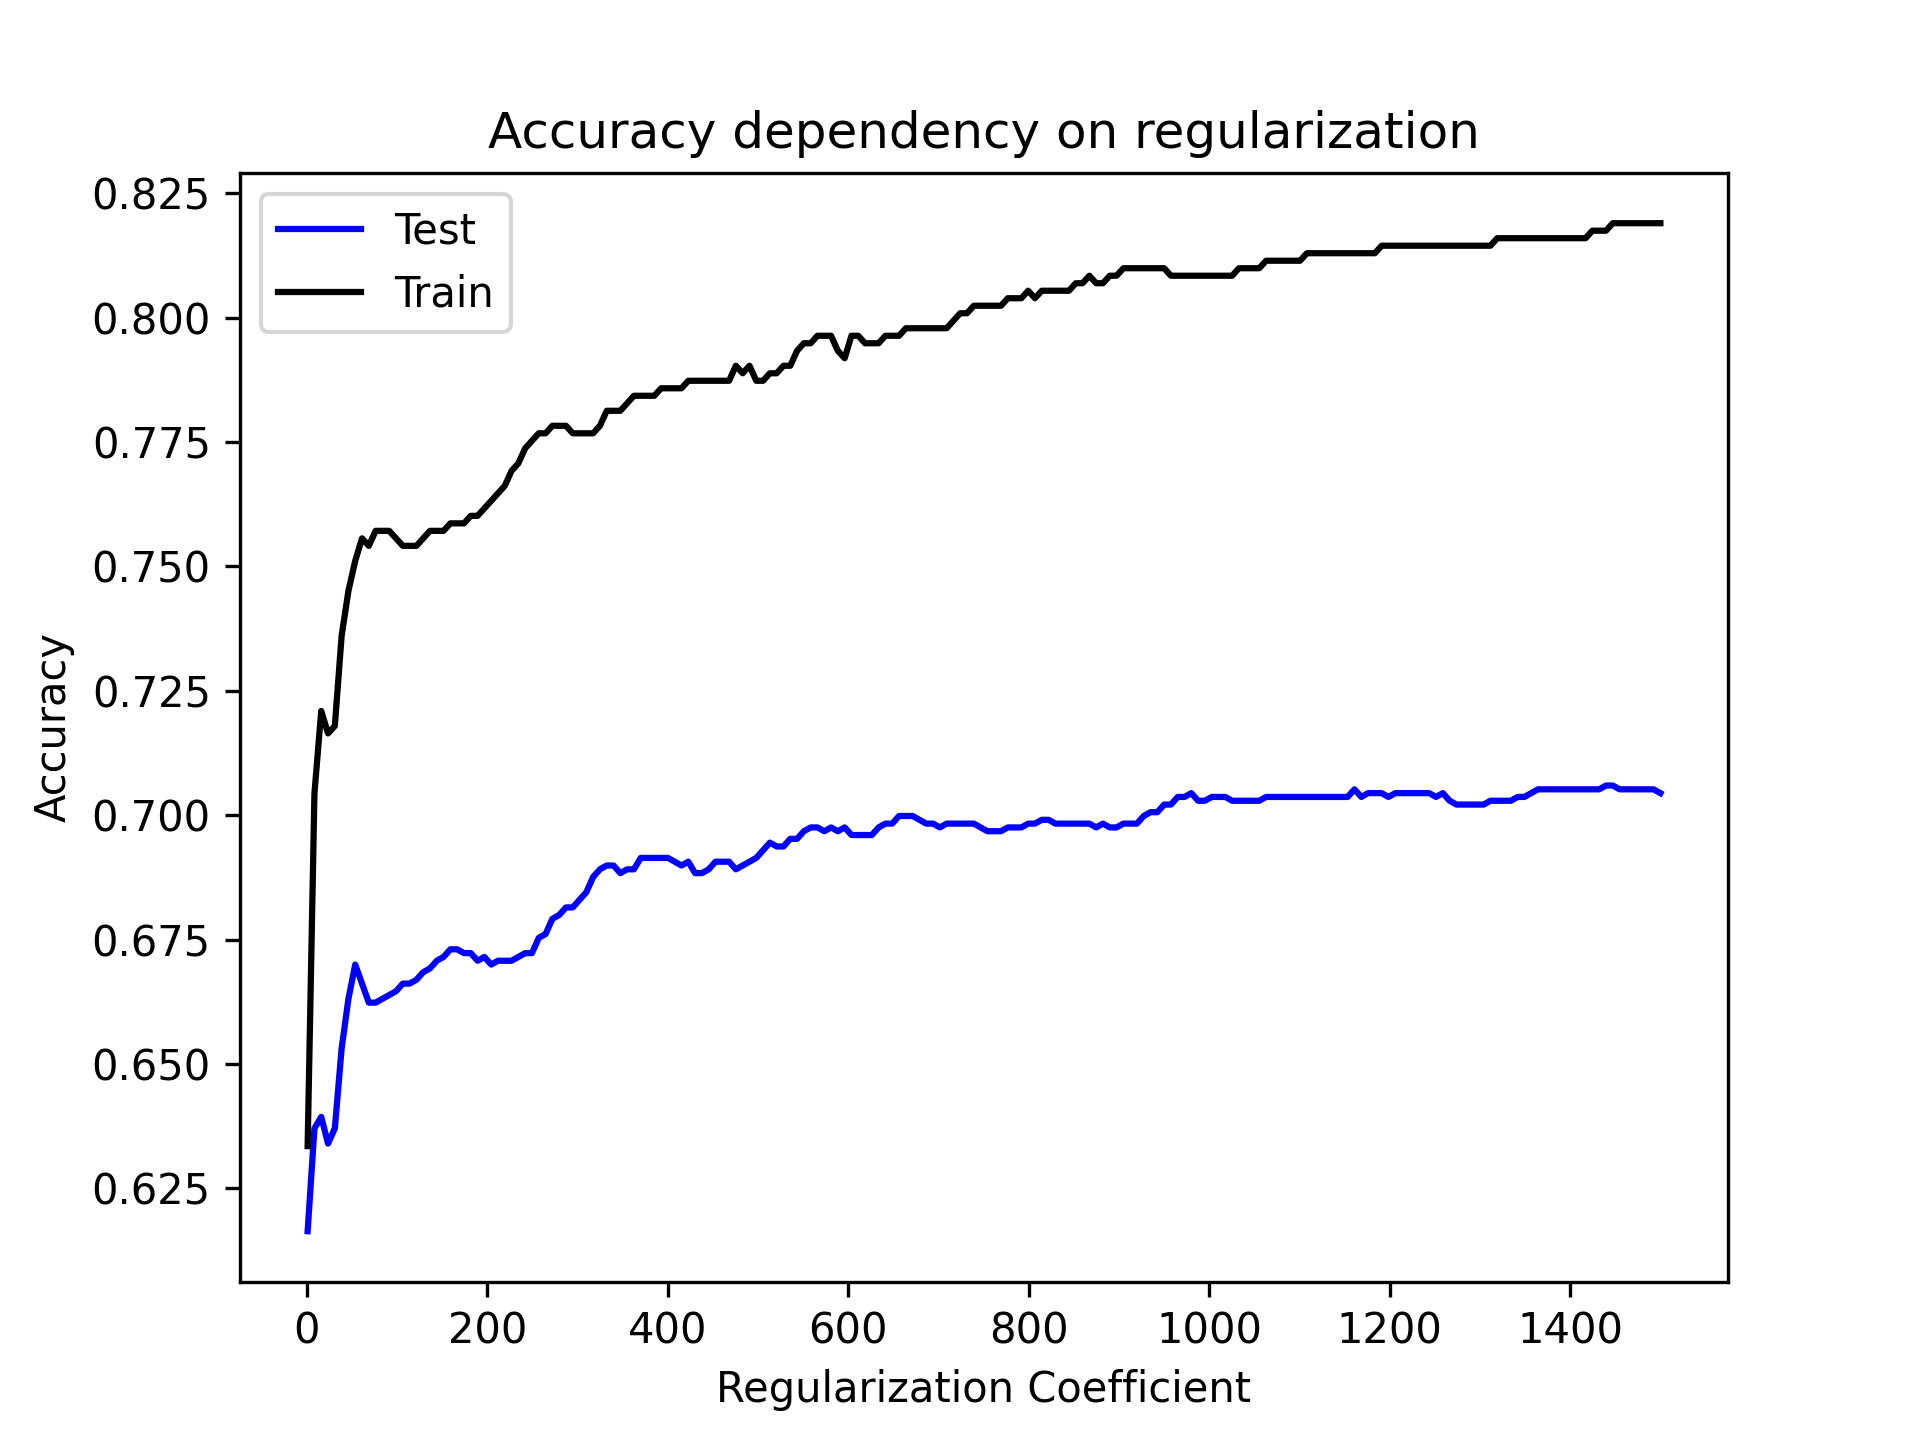 Accuracy dependency on regularization
Test
Train
0.825
0.800
0.775
0.750
0.725
0.700
0.675
0.650
0.625
Accuracy
0 200 400 600 800 1000 1200 1400
Regularization Coefficient